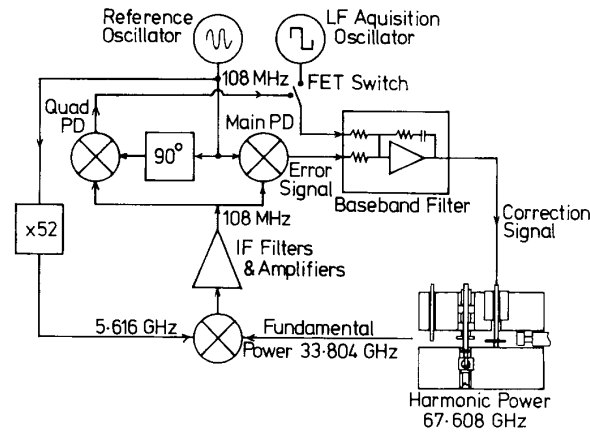 Reference
Oscillator
LF Aquisition
Oscillator
108 MHz
FET Switch
Quad
PD
Main PD
90°
Error
Signal
Baseband Filter
108 MHz
x52
IF Filters
& Amplifiers
Correction
Signal
5·616 GHz
Fundamental
Power 33·804 GHz
Harmonic Power
67·608 GHz